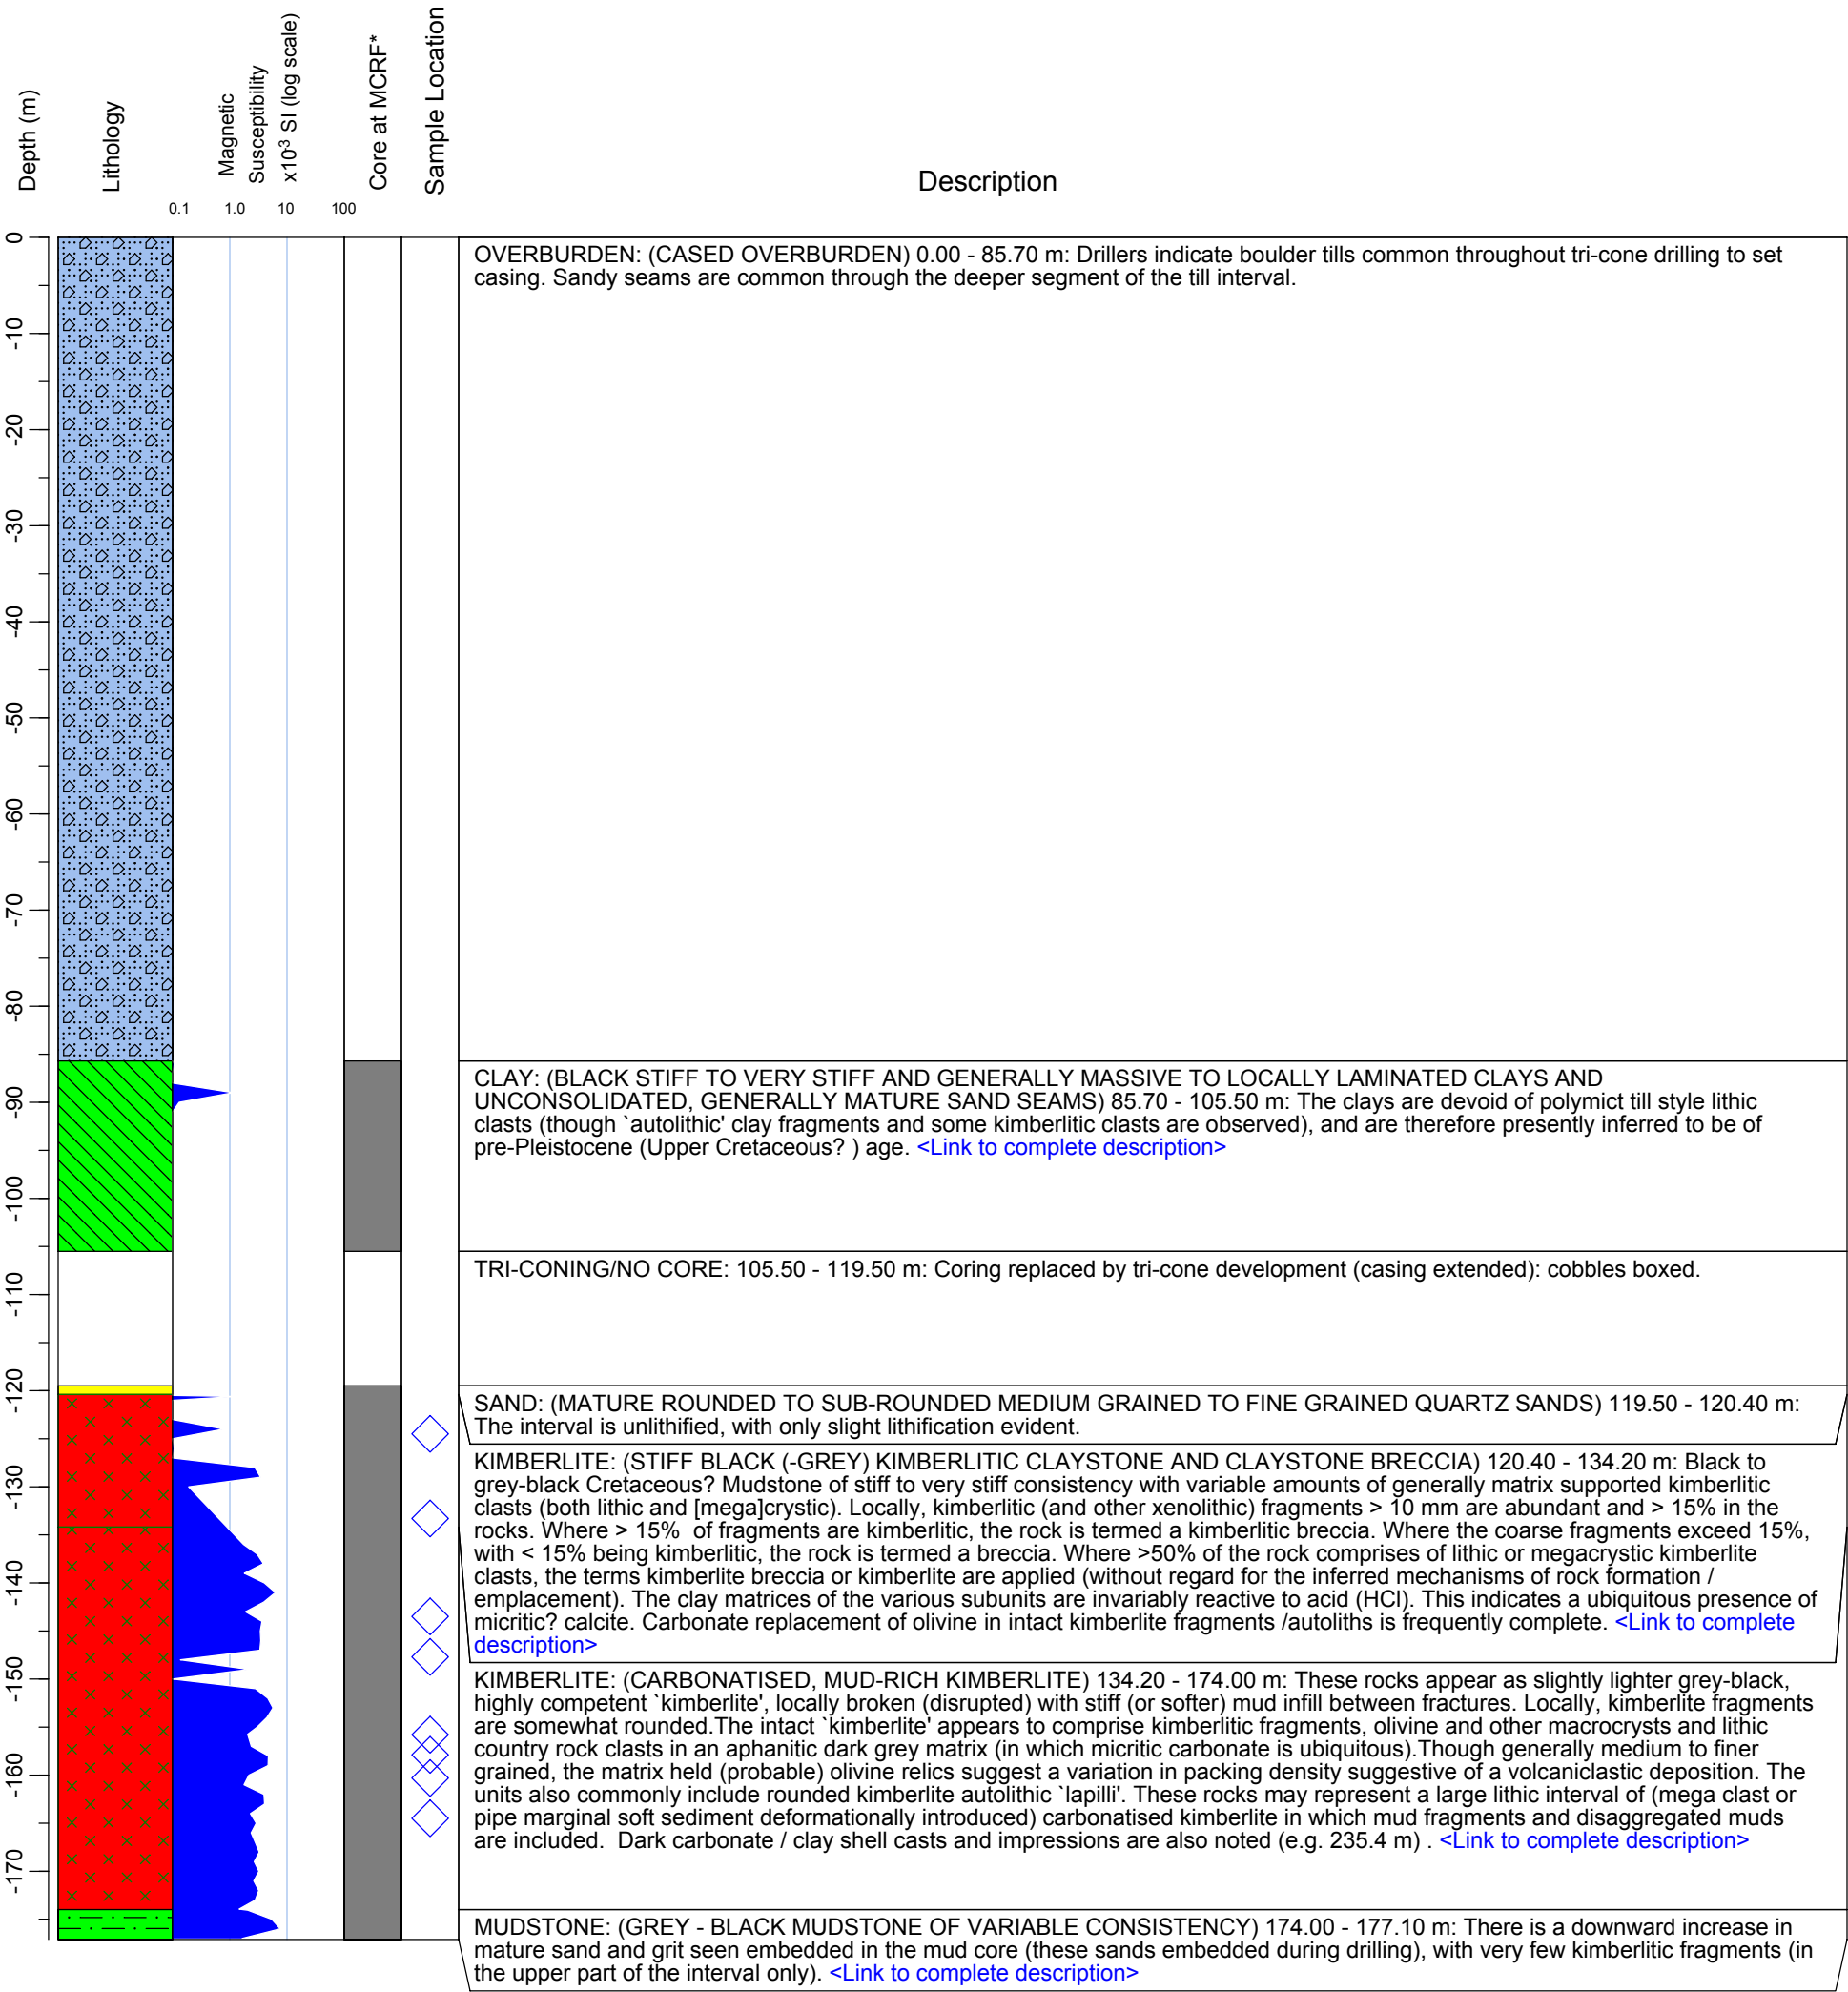 Depth (m)
Lithology
Magnetic
Susceptibility
x10³ SI (log scale)
Core at MCRF*
Sample Location
Description
0.1 1.0 10 100
0
-10
-20
-30
-40
-50
-60
-70
-80
-90
-100
-110
-120
-130
-140
-150
-160
-170
OVERBURDEN: (CASED OVERBURDEN) 0.00 - 85.70 m: Drillers indicate boulder tills common throughout tri-cone drilling to set
casing. Sandy seams are common through the deeper segment of the till interval.
CLAY: (BLACK STIFF TO VERY STIFF AND GENERALLY MASSIVE TO LOCALLY LAMINATED CLAYS AND
UNCONSOLIDATED, GENERALLY MATURE SAND SEAMS) 85.70 - 105.50 m: The clays are devoid of polymict till style lithic
clasts (though `autolithic' clay fragments and some kimberlitic clasts are observed), and are therefore presently inferred to be of
pre-Pleistocene (Upper Cretaceous? ) age. <Link to complete description>
TRI-CONING/NO CORE: 105.50 - 119.50 m: Coring replaced by tri-cone development (casing extended): cobbles boxed.
SAND: (MATURE ROUNDED TO SUB-ROUNDED MEDIUM GRAINED TO FINE GRAINED QUARTZ SANDS) 119.50 - 120.40 m:
The interval is unlithified, with only slight lithification evident.
KIMBERLITE: (STIFF BLACK (-GREY) KIMBERLITIC CLAYSTONE AND CLAYSTONE BRECCIA) 120.40 - 134.20 m: Black to
grey-black Cretaceous? Mudstone of stiff to very stiff consistency with variable amounts of generally matrix supported kimberlitic
clasts (both lithic and [mega]crystic). Locally, kimberlitic (and other xenolithic) fragments > 10 mm are abundant and > 15% in the
rocks. Where > 15% of fragments are kimberlitic, the rock is termed a kimberlitic breccia. Where the coarse fragments exceed 15%,
with < 15% being kimberlitic, the rock is termed a breccia. Where >50% of the rock comprises of lithic or megacrystic kimberlite
clasts, the terms kimberlite breccia or kimberlite are applied (without regard for the inferred mechanisms of rock formation /
emplacement). The clay matrices of the various subunits are invariably reactive to acid (HCl). This indicates a ubiquitous presence of
micritic? calcite. Carbonate replacement of olivine in intact kimberlite fragments /autoliths is frequently complete. <Link to complete
description>
KIMBERLITE: (CARBONATISED, MUD-RICH KIMBERLITE) 134.20 - 174.00 m: These rocks appear as slightly lighter grey-black,
highly competent `kimberlite', locally broken (disrupted) with stiff (or softer) mud infill between fractures. Locally, kimberlite fragments
are somewhat rounded.The intact `kimberlite' appears to comprise kimberlitic fragments, olivine and other macrocrysts and lithic
country rock clasts in an aphanitic dark grey matrix (in which micritic carbonate is ubiquitous).Though generally medium to finer
grained, the matrix held (probable) olivine relics suggest a variation in packing density suggestive of a volcaniclastic deposition. The
units also commonly include rounded kimberlite autolithic `lapilli'. These rocks may represent a large lithic interval of (mega clast or
pipe marginal soft sediment deformationally introduced) carbonatised kimberlite in which mud fragments and disaggregated muds
are included. Dark carbonate / clay shell casts and impressions are also noted (e.g. 235.4 m) . <Link to complete description>
MUDSTONE: (GREY - BLACK MUDSTONE OF VARIABLE CONSISTENCY) 174.00 - 177.10 m: There is a downward increase in
mature sand and grit seen embedded in the mud core (these sands embedded during drilling), with very few kimberlitic fragments (in
the upper part of the interval only). <Link to complete description>